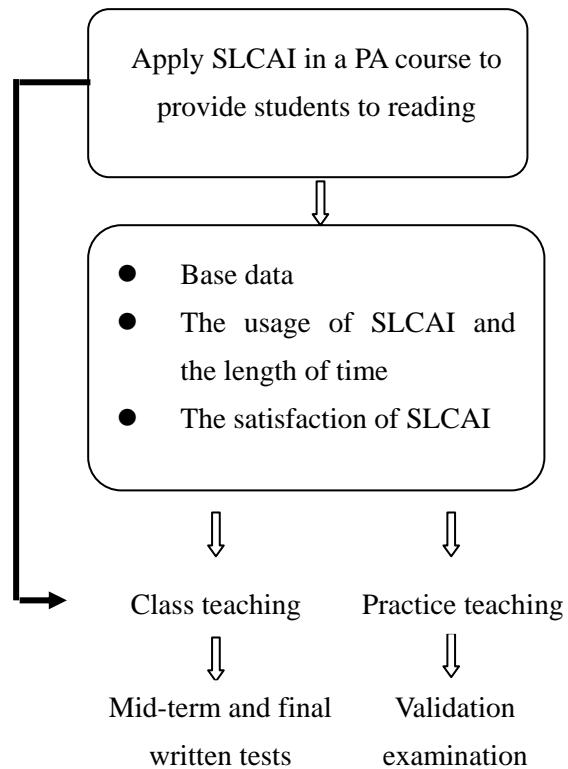 Apply SLCAI in a PA course to
provide students to reading
● Base data
● The usage of SLCAI and
the length of time
● The satisfaction of SLCAI
Class teaching
Practice teaching
Mid-term and final
written tests
Validation
examination